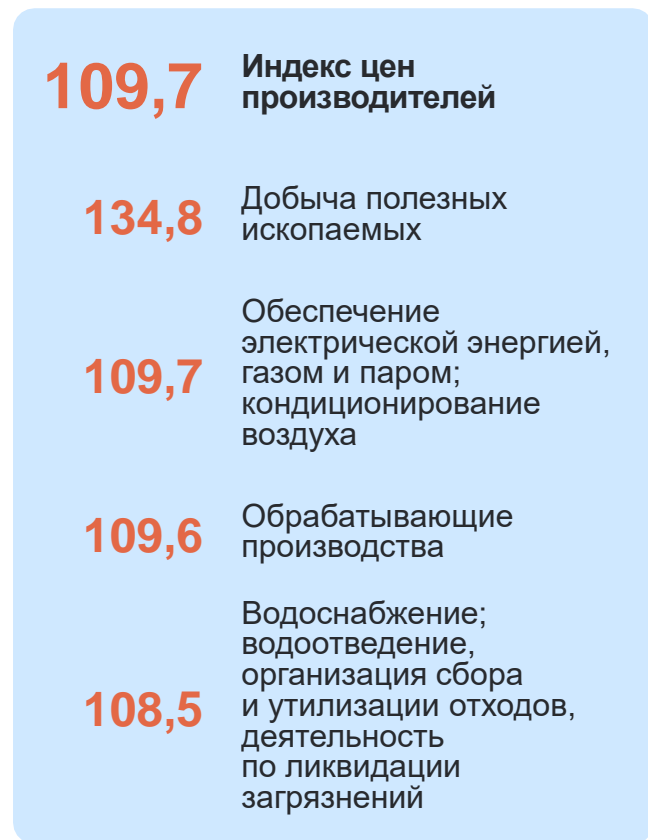 109,7
Индекс цен
производителей
134,8
Добыча полезных
ископаемых
109,7
Обеспечение
электрической энергией,
газом и паром;
кондиционирование
воздуха
109,6
Обрабатывающие
производства
108,5
Водоснабжение;
водоотведение,
организация сбора
и утилизации отходов,
деятельность
по ликвидации
загрязнений